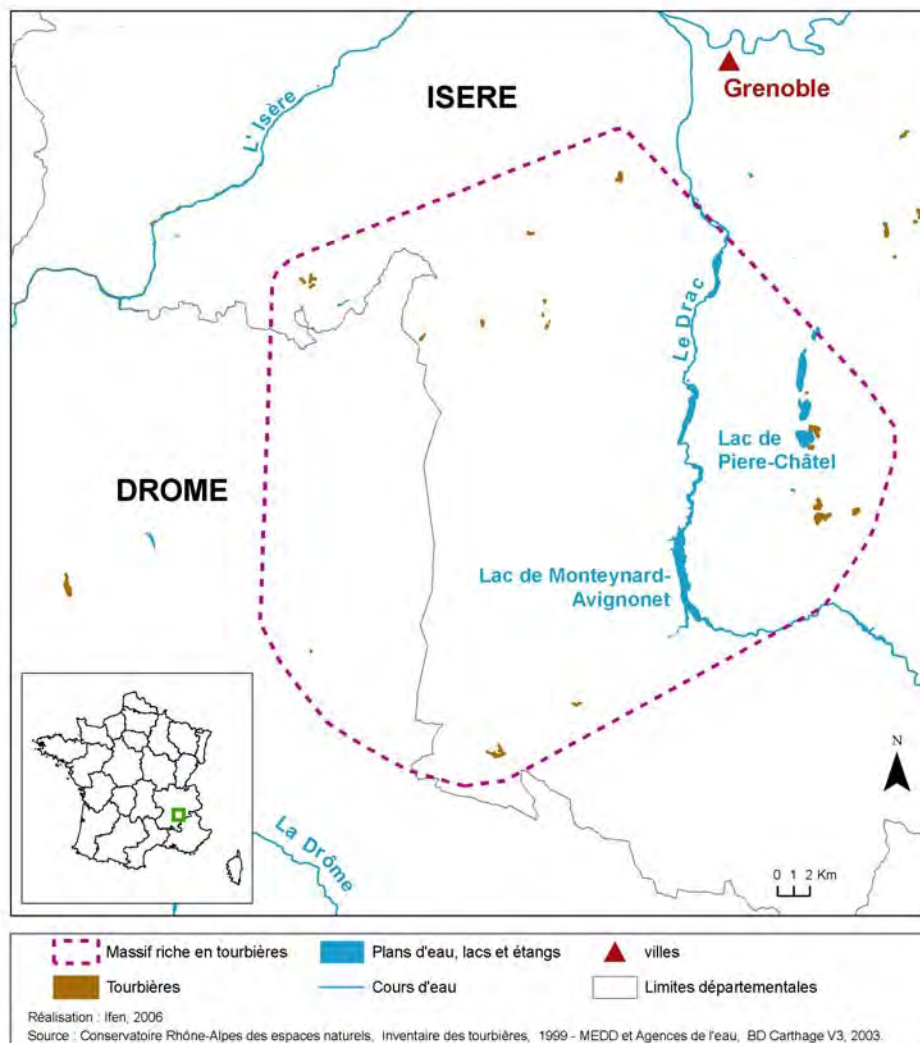 ISERE
Grenoble
L' Isère
Le Drac
Lac de
Piere-Châtel
DROME
Lac de Monteynard-
Avignonet
N
La Drôme
0 1 2 Km
Massif riche en tourbières
Plans d'eau, lacs et étangs
villes
Tourbières
Cours d'eau
Limites départementales
Réalisation : Ifen, 2006
Source : Conservatoire Rhône-Alpes des espaces naturels, Inventaire des tourbières, 1999 - MEDD et Agences de l'eau, BD Carthage V3, 2003.